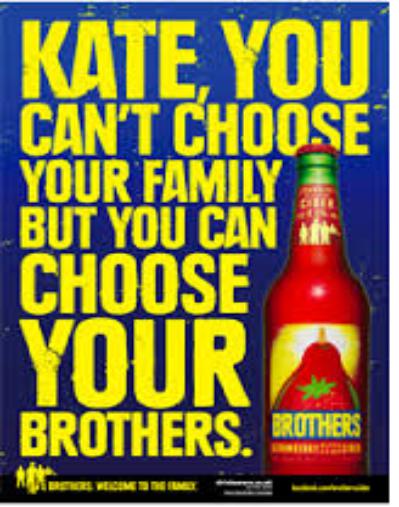 KATE, YOU
CAN'T CHOOSE
YOUR FAMILY
BUT YOU CAN
CHOOSE
YOUR
BROTHERS.
CIDER
BROTHERS
BROTHERS. WELCOME TO THE FAMILY.